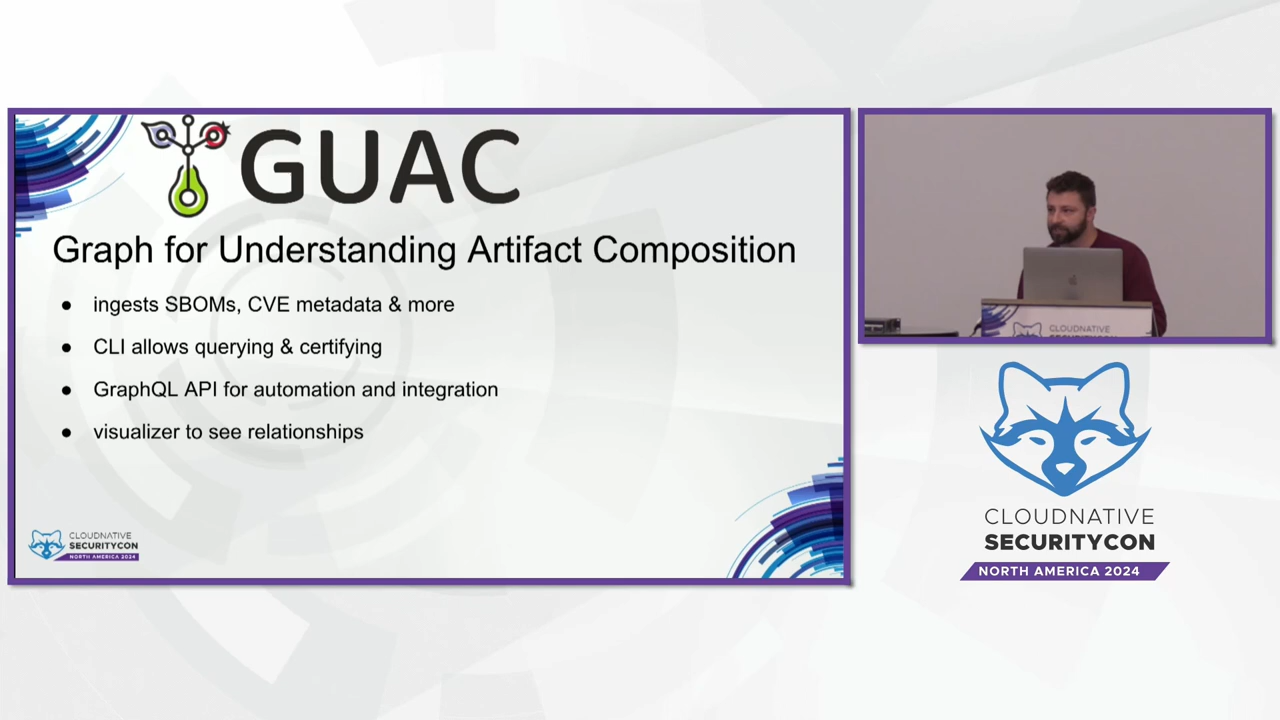 GUAC
Graph for Understanding Artifact Composition
● ingests SBOMs, CVE metadata & more
● CLI allows querying & certifying
● GraphQL API for automation and integration
● visualizer to see relationships
CLOUDNATIVE
SECURITYCON
NORTH AMERICA 2024
CLOUDNATIVE
CLOUDNATIVE
SECURITYCON
NORTH AMERICA 2024